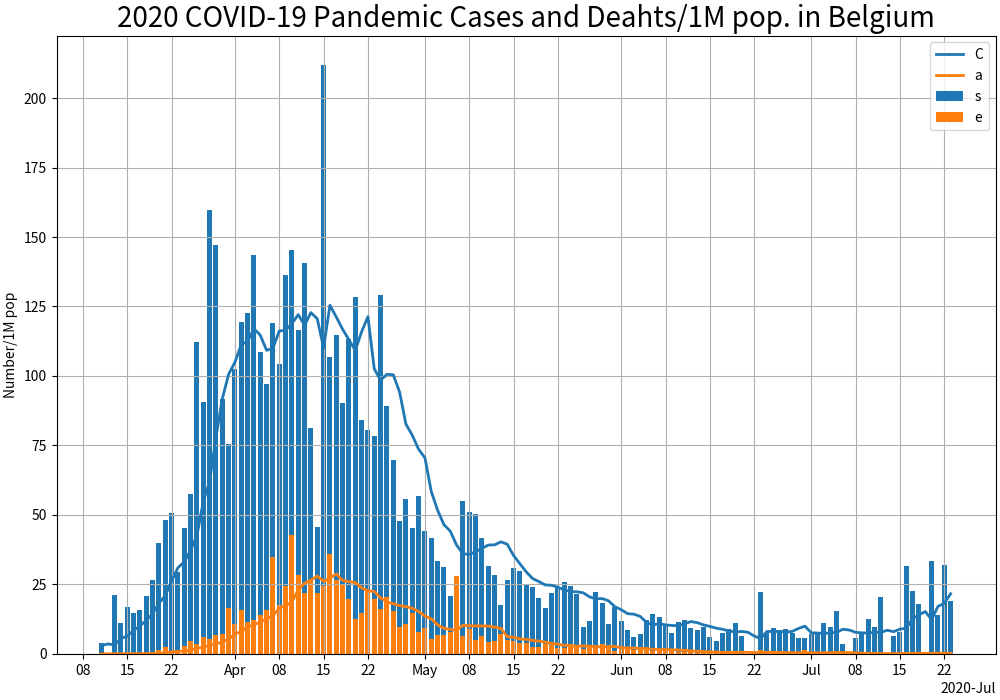 2020 COVID-19 Pandemic Cases and Deahts/1M pop. in Belgium
C
a
s
e
Number/1M pop
200
175
150
125
100
75
50
25
0
08 15 22 Apr 08 15 22 May 08 15 22 Jun 08 15 22 Jul 08 15 22
2020-Jul